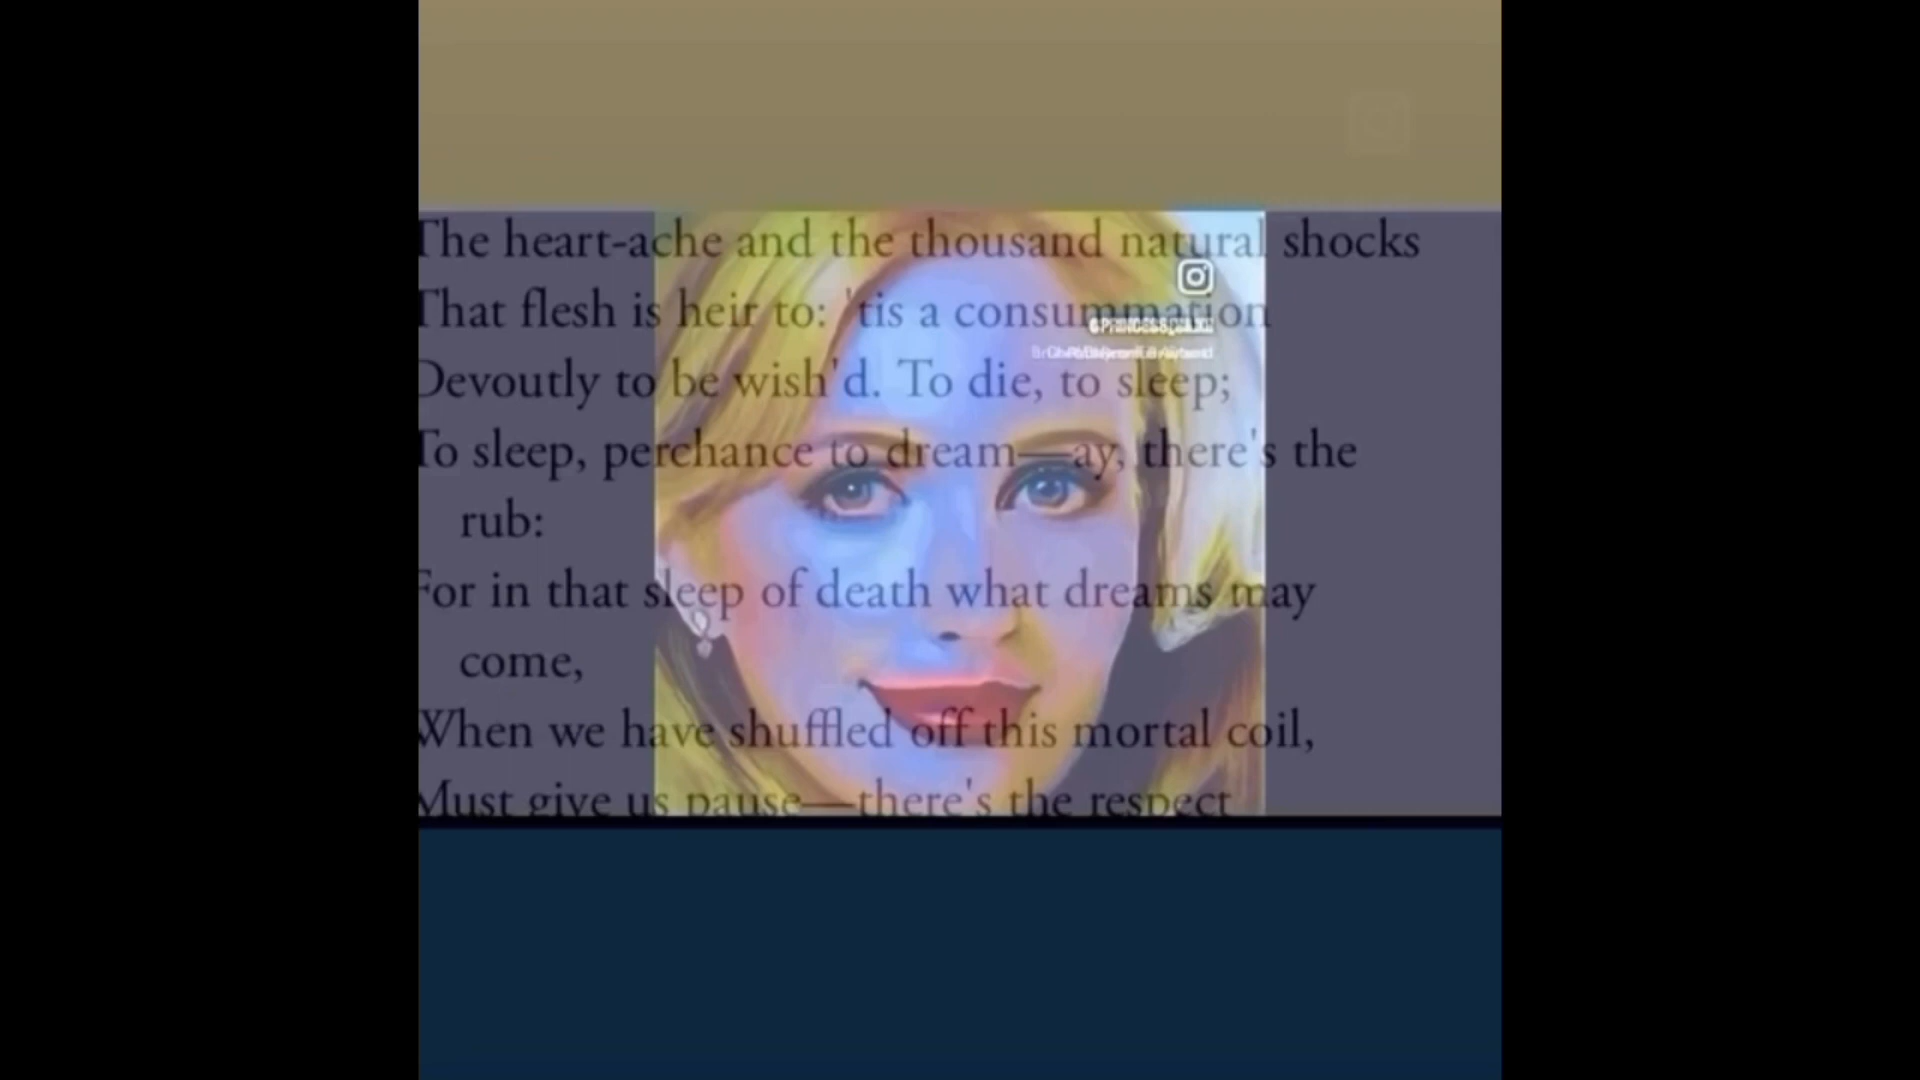 The heart-ache and the thousand natural shocks
That flesh is heir to: 'tis a consummation
Devoutly to be wish'd. To die, to sleep;
To sleep, perchance to dream—ay, there's the
rub:
For in that sleep of death what dreams may
come,
When we have shuffled off this mortal coil,
Must give us pause—there's the respect